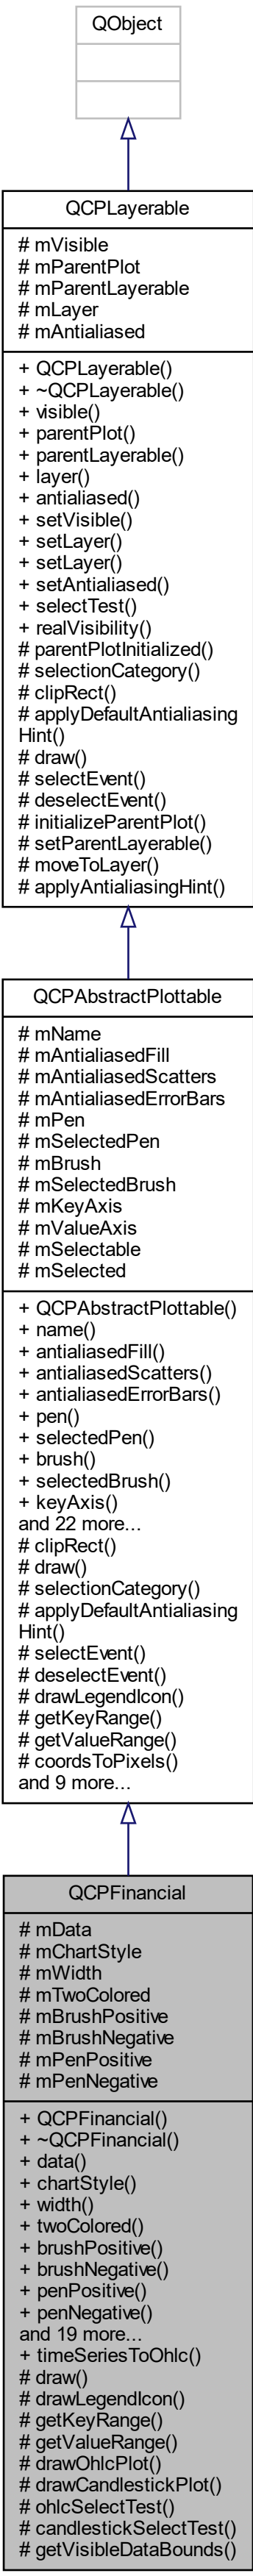 QObject
QCPLayerable
# mVisible
# mParentPlot
# mParentLayerable
# mLayer
# mAntialiased
+ QCPLayerable()
+ ~QCPLayerable()
+ visible()
+ parentPlot()
+ parentLayerable()
+ layer()
+ antialiased()
+ setVisible()
+ setLayer()
+ setLayer()
+ setAntialiased()
+ selectTest()
+ realVisibility()
# parentPlotInitialized()
# selectionCategory()
# clipRect()
# applyDefaultAntialiasing
Hint()
# draw()
# selectEvent()
# deselectEvent()
# initializeParentPlot()
# setParentLayerable()
# moveToLayer()
# applyAntialiasingHint()
QCPAbstractPlottable
# mName
# mAntialiasedFill
# mAntialiasedScatters
# mAntialiasedErrorBars
# mPen
# mSelectedPen
# mBrush
# mSelectedBrush
# mKeyAxis
# mValueAxis
# mSelectable
# mSelected
+ QCPAbstractPlottable()
+ name()
+ antialiasedFill()
+ antialiasedScatters()
+ antialiasedErrorBars()
+ pen()
+ selectedPen()
+ brush()
+ selectedBrush()
+ keyAxis()
and 22 more...
# clipRect()
# draw()
# selectionCategory()
# applyDefaultAntialiasing
Hint()
# selectEvent()
# deselectEvent()
# drawLegendIcon()
# getKeyRange()
# getValueRange()
# coordsToPixels()
and 9 more...
QCPFinancial
# mData
# mChartStyle
# mWidth
# mTwoColored
# mBrushPositive
# mBrushNegative
# mPenPositive
# mPenNegative
+ QCPFinancial()
+ ~QCPFinancial()
+ data()
+ chartStyle()
+ width()
+ twoColored()
+ brushPositive()
+ brushNegative()
+ penPositive()
+ penNegative()
and 19 more...
+ timeSeriesToOhlc()
# draw()
# drawLegendIcon()
# getKeyRange()
# getValueRange()
# drawOhlcPlot()
# drawCandlestickPlot()
# ohlcSelectTest()
# candlestickSelectTest()
# getVisibleDataBounds()